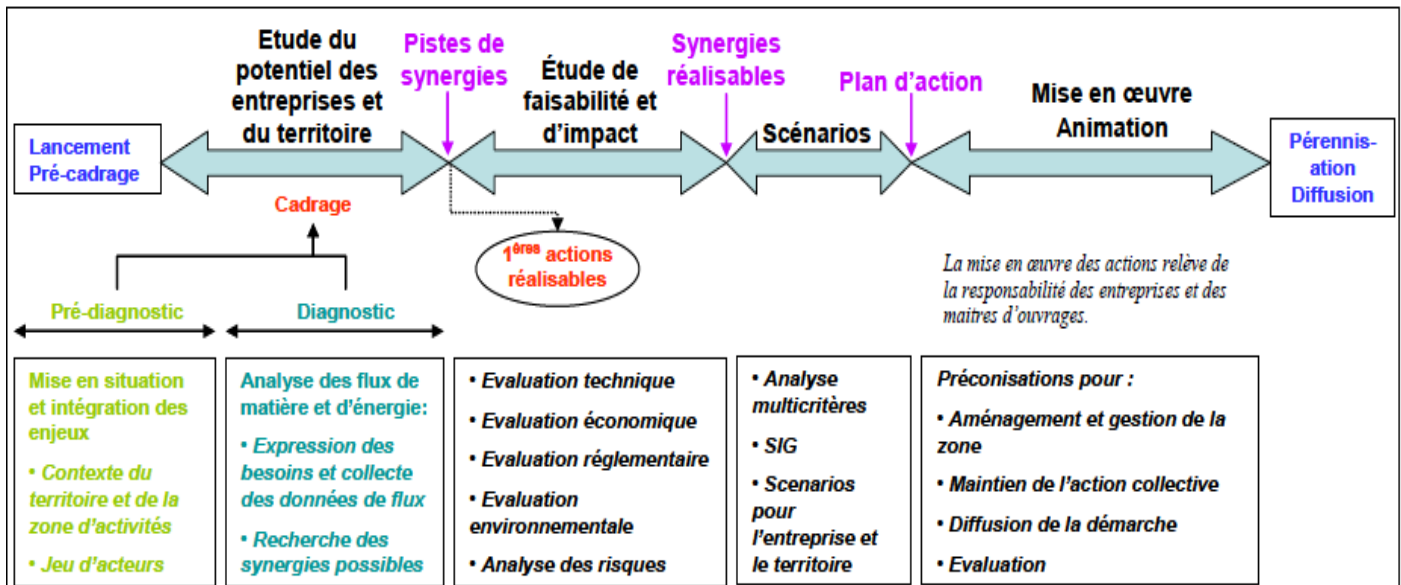 Etude du
potentiel des
entreprises et
du territoire
Pistes de
synergies
Étude de
faisabilité et
d'impact
Synergies
réalisables
Scénarios
Plan d'action
Mise en œuvre
Animation
Lancement
Pré-cadrage
Pérennis-
ation
Diffusion
Cadrage
1ères actions
réalisables
La mise en œuvre des actions relève de
la responsabilité des entreprises et des
maitres d'ouvrages.
Pré-diagnostic
Diagnostic
Mise en situation
et intégration des
enjeux
• Contexte du
territoire et de la
zone d'activités
• Jeu d'acteurs
Analyse des flux de
matière et d'énergie:
• Expression des
besoins et collecte
des données de flux
• Recherche des
synergies possibles
• Evaluation technique
• Evaluation économique
• Evaluation réglementaire
• Evaluation
environnementale
• Analyse des risques
• Analyse
multicritères
• SIG
• Scenarios
pour
l'entreprise et
le territoire
Préconisations pour :
• Aménagement et gestion de la
zone
• Maintien de l'action collective
• Diffusion de la démarche
• Evaluation